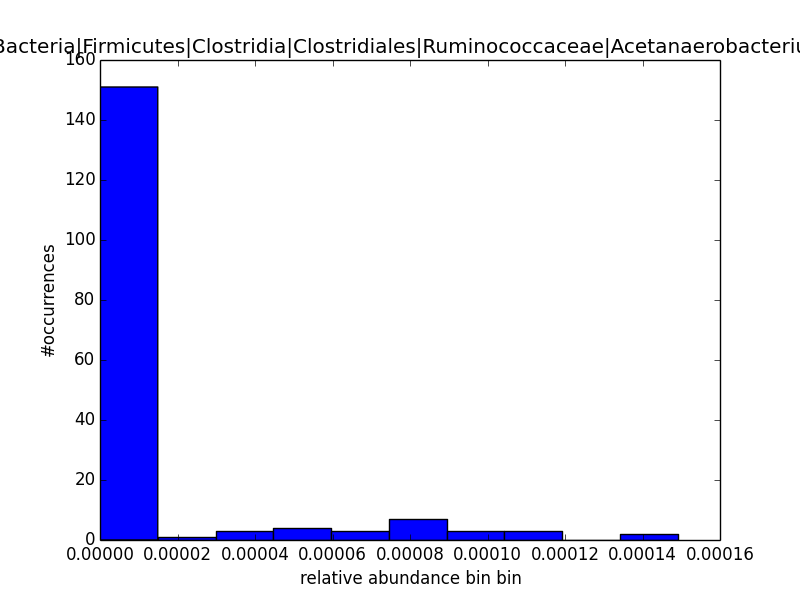 Bacteria|Firmicutes|Clostridia|Clostridiales|Ruminococcaceae|Acetanaerobacteriu
160
140
120
100
80
60
40
20
0
#occurrences
0.00000 0.00002 0.00004 0.00006 0.00008 0.00010 0.00012 0.00014 0.00016
relative abundance bin bin